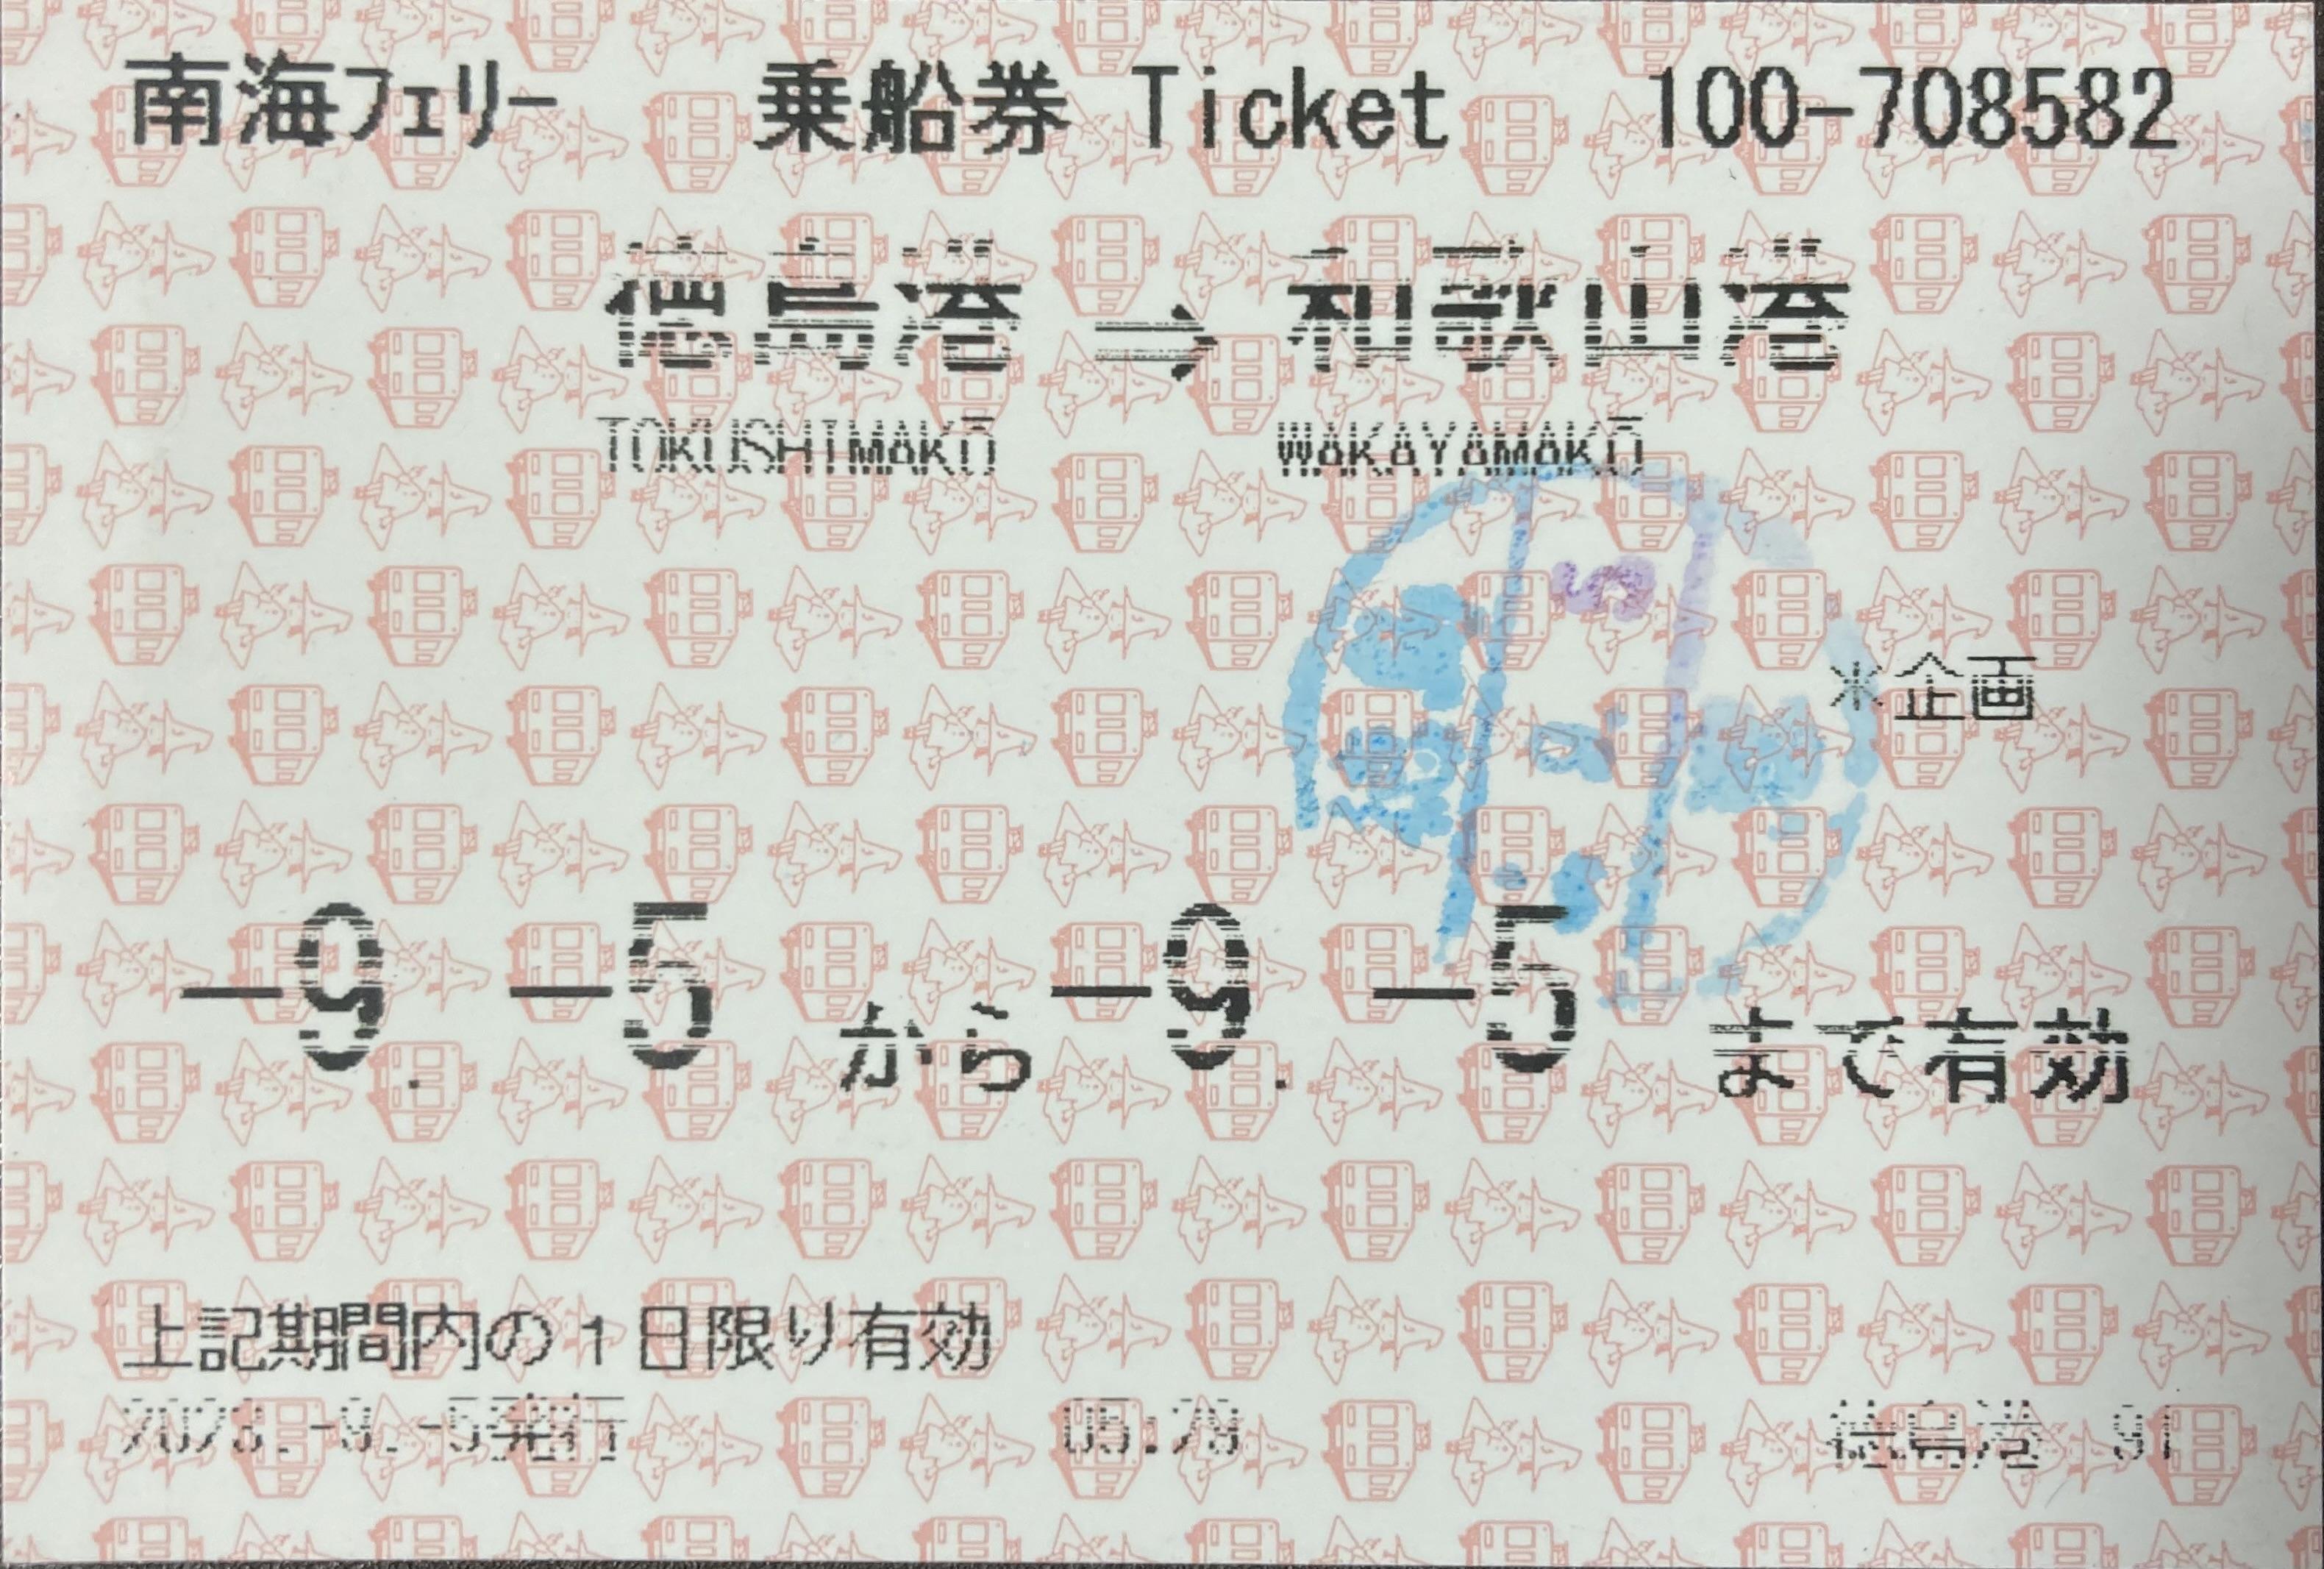 南海フェリー 乗船券 Ticket 100-708582
徳島港 → 和歌山港
TOKUSHIMAKŌ WAKAYAMAKŌ
*企画
-9. -5 から -9. -5 まで有効
上記期間内の1日限り有効
2023.-9.-5発行 05:29 徳島港 91